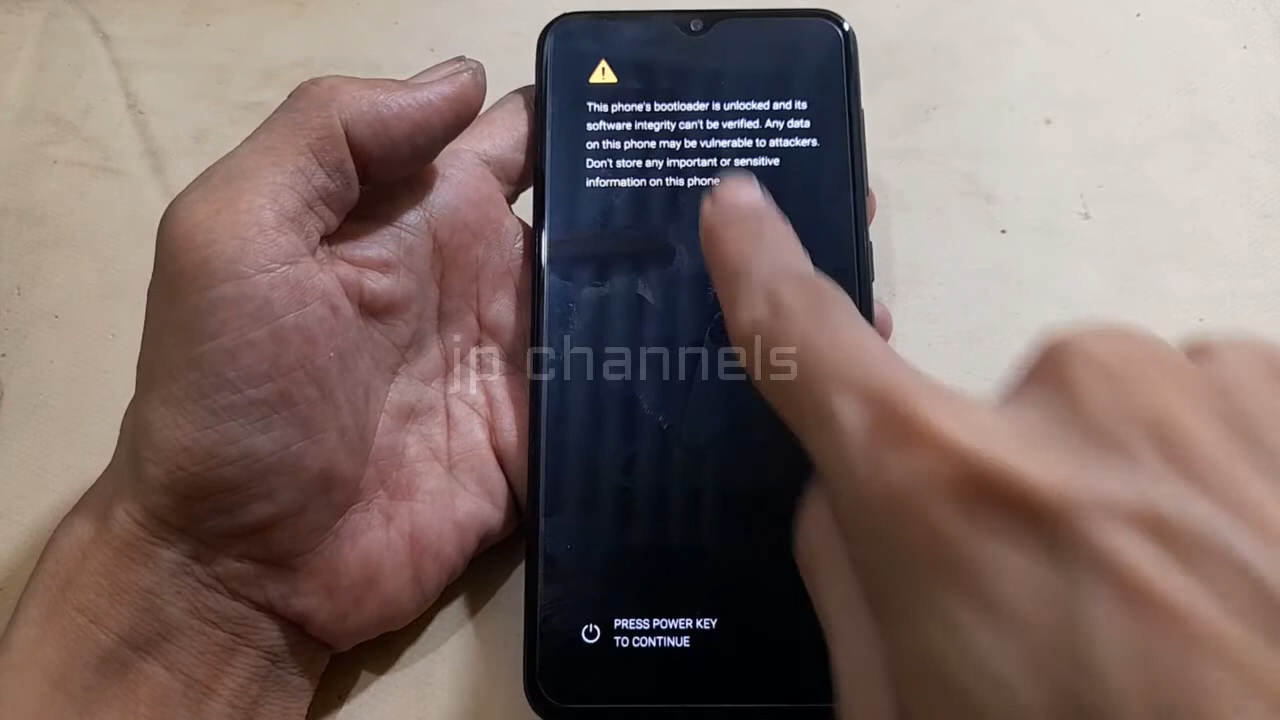 This phone's bootloader is unlocked and its
software integrity can't be verified. Any data
on this phone may be vulnerable to attackers.
Don't store any important or sensitive
information on this phone
jp channels
PRESS POWER KEY
TO CONTINUE